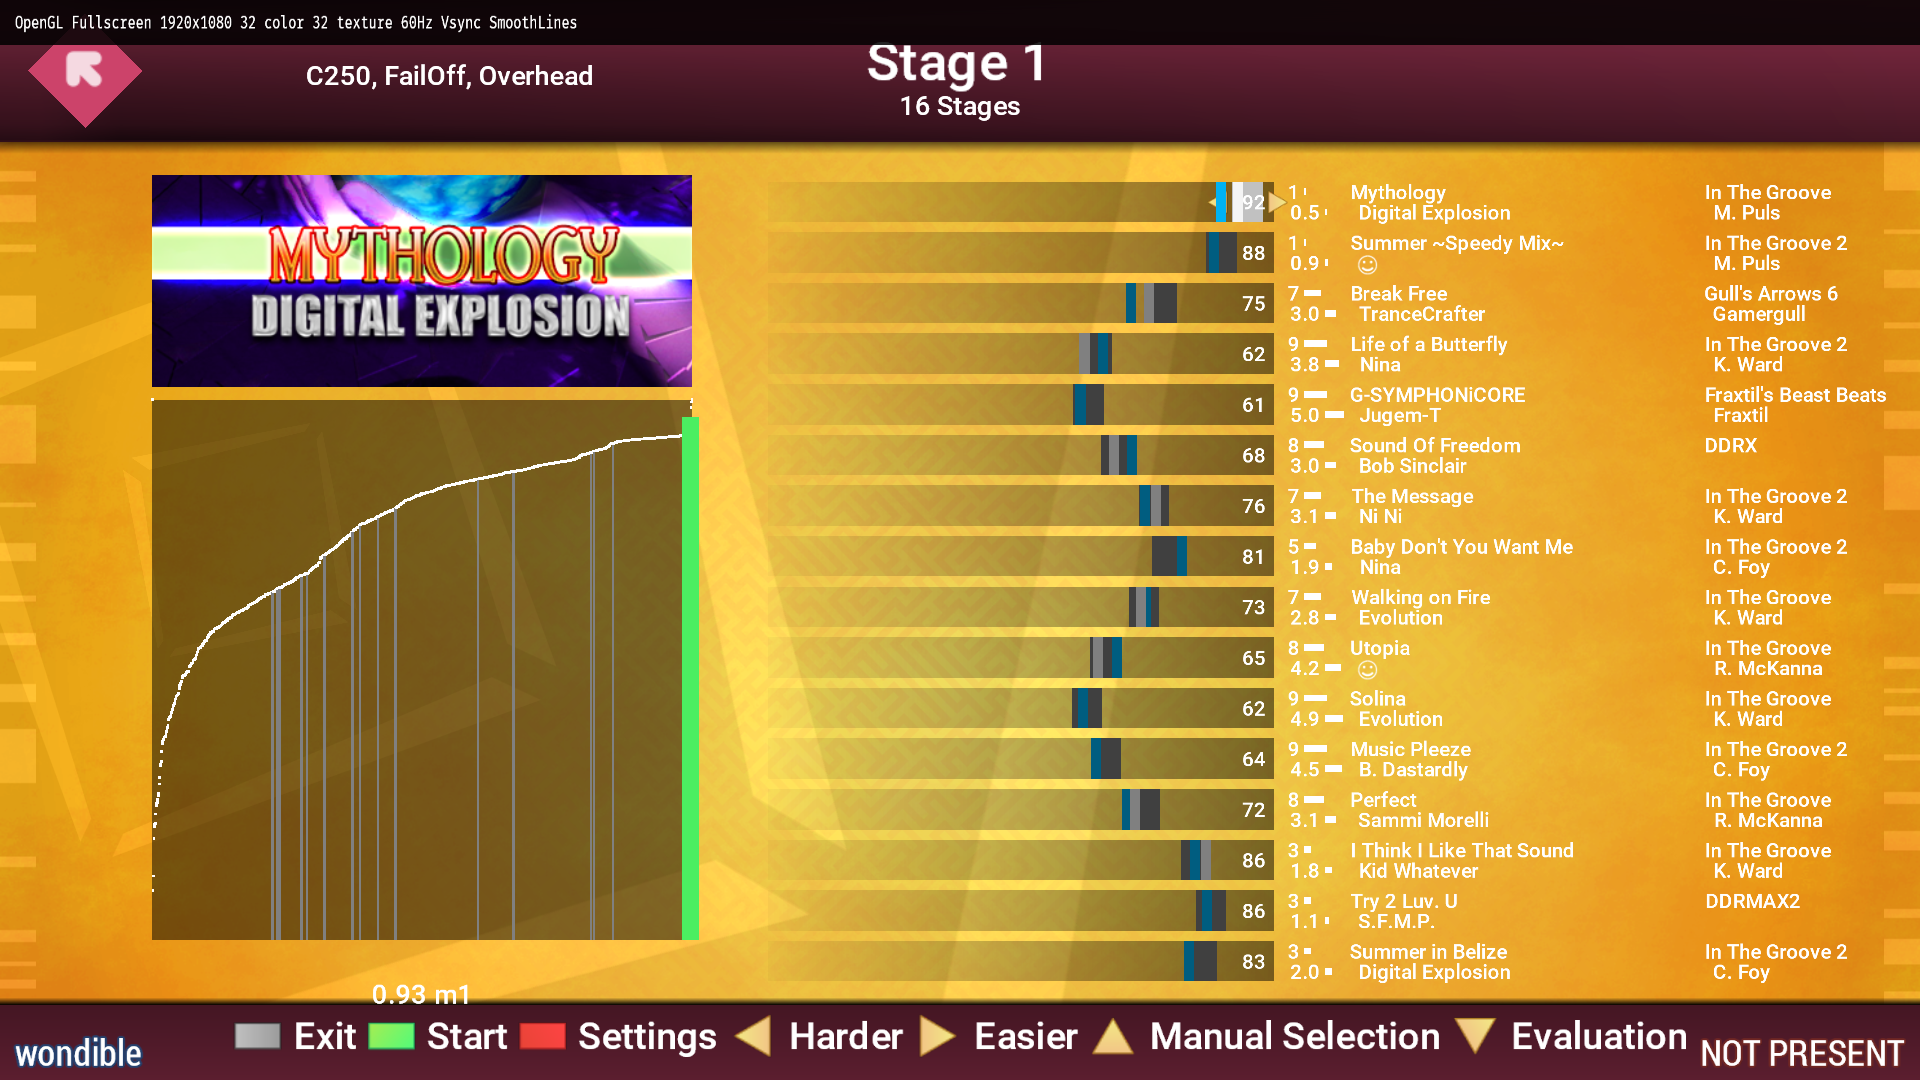 OpenGL Fullscreen 1920x1080 32 color 32 texture 60Hz Vsync SmoothLines
C250, FailOff, Overhead
Stage 1
16 Stages
MYTHOLOGY
DIGITAL EXPLOSION
0.93 m1
92 1 Mythology In The Groove
0.5 Digital Explosion M. Puls
88 1 Summer ~Speedy Mix~ In The Groove 2
0.9 ☺ M. Puls
75 7 Break Free Gull's Arrows 6
3.0 TranceCrafter Gamergull
62 9 Life of a Butterfly In The Groove 2
3.8 Nina K. Ward
61 9 G-SYMPHONiCORE Fraxtil's Beast Beats
5.0 Jugem-T Fraxtil
68 8 Sound Of Freedom DDRX
3.0 Bob Sinclair
76 7 The Message In The Groove 2
3.1 Ni Ni K. Ward
81 5 Baby Don't You Want Me In The Groove 2
1.9 Nina C. Foy
73 7 Walking on Fire In The Groove
2.8 Evolution K. Ward
65 8 Utopia In The Groove
4.2 ☺ R. McKanna
62 9 Solina In The Groove
4.9 Evolution K. Ward
64 9 Music Pleeze In The Groove 2
4.5 B. Dastardly C. Foy
72 8 Perfect In The Groove
3.1 Sammi Morelli R. McKanna
86 3 I Think I Like That Sound In The Groove
1.8 Kid Whatever K. Ward
86 3 Try 2 Luv. U DDRMAX2
1.1 S.F.M.P.
83 3 Summer in Belize In The Groove 2
2.0 Digital Explosion C. Foy
Exit Start Settings Harder Easier Manual Selection Evaluation
wondible
NOT PRESENT